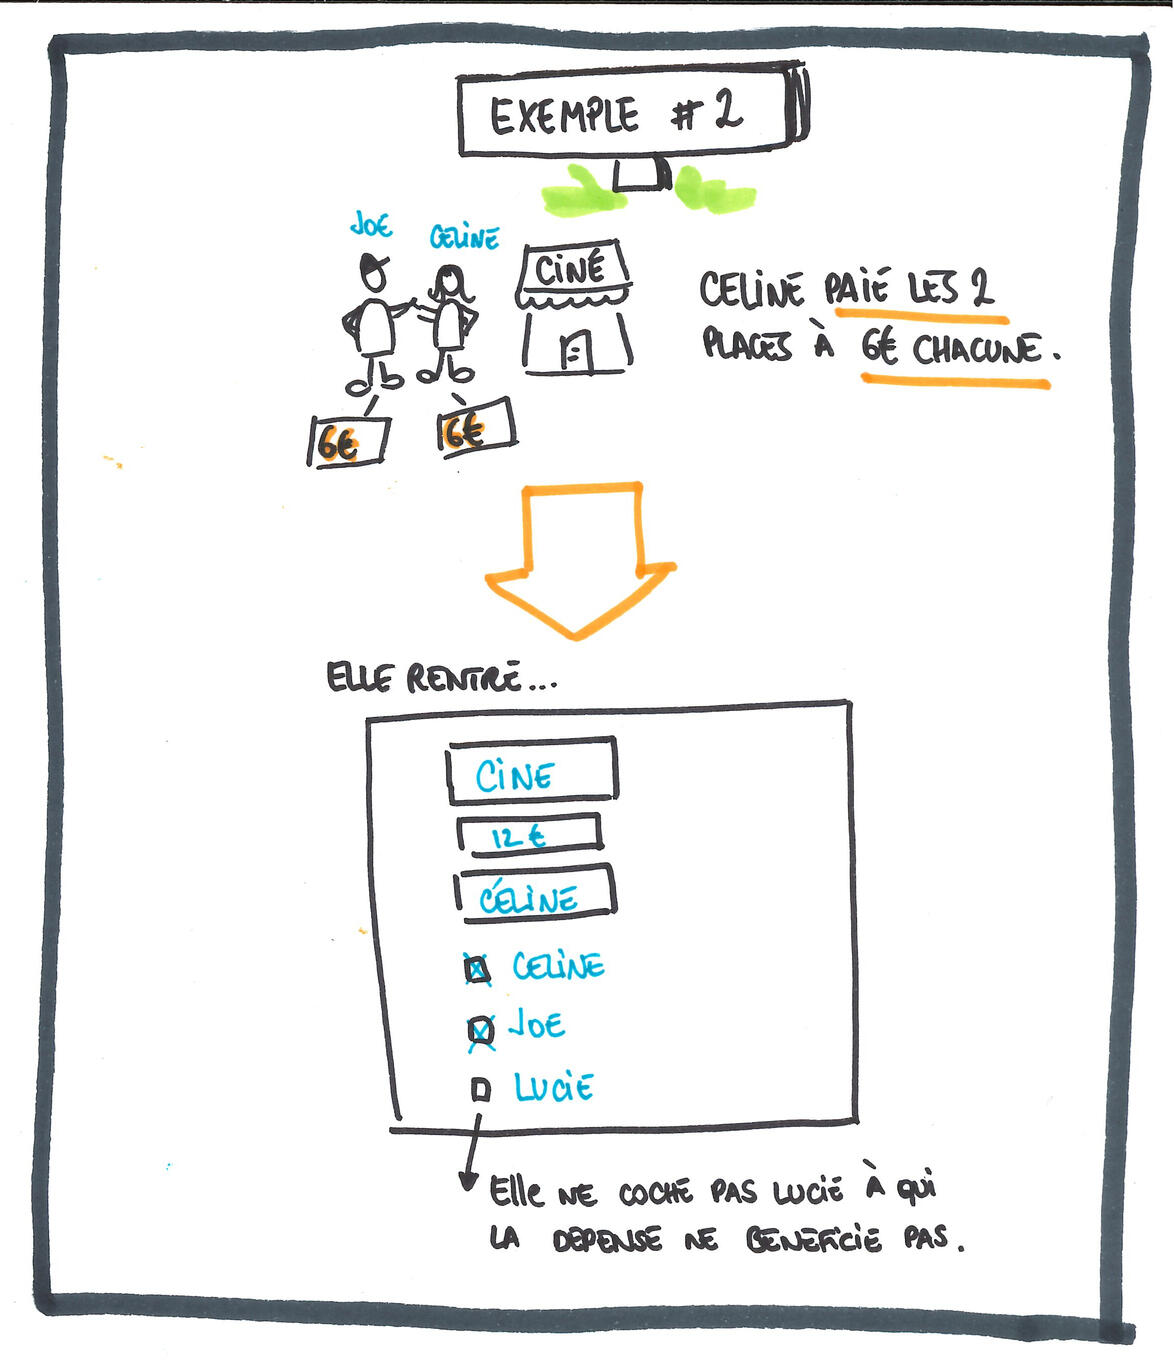 EXEMPLE # 2
JOE
CELINE
CINÉ
CELINE PAIE LES 2
PLACES À 6€ CHACUNE.
6€
6€
ELLE RENTRE...
CINE
12 €
CÉLINE
CELINE
JOE
LUCIE
Elle NE COCHE PAS LUCIE À QUI
LA DEPENSE NE BENEFICIE PAS.